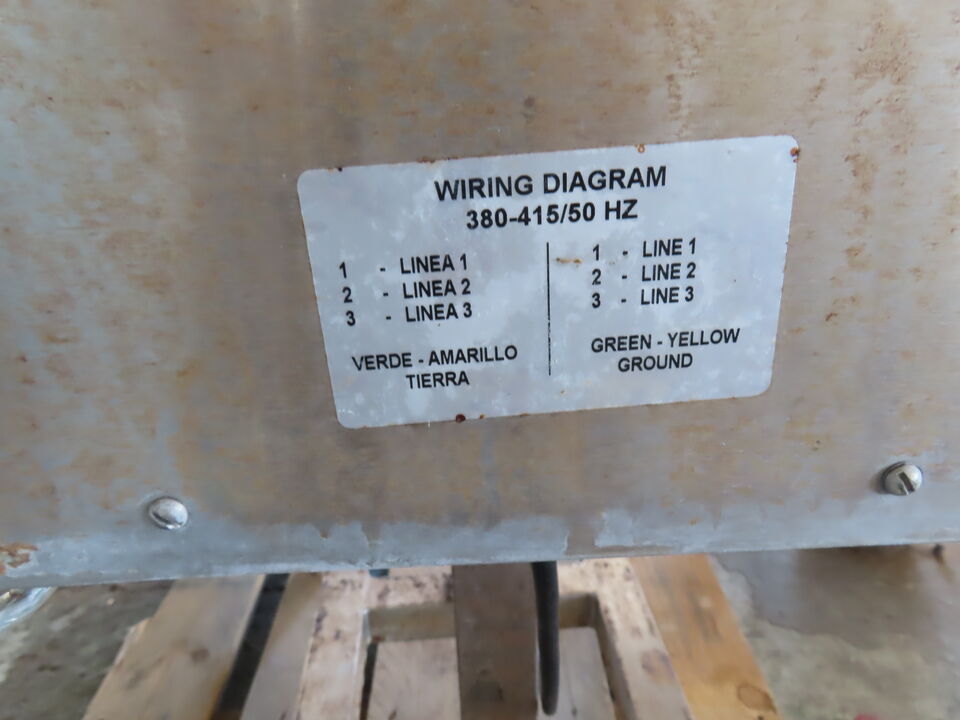 WIRING DIAGRAM
380-415/50 HZ
1 - LINEA 1
2 - LINEA 2
3 - LINEA 3
VERDE - AMARILLO
TIERRA
1 - LINE 1
2 - LINE 2
3 - LINE 3
GREEN - YELLOW
GROUND